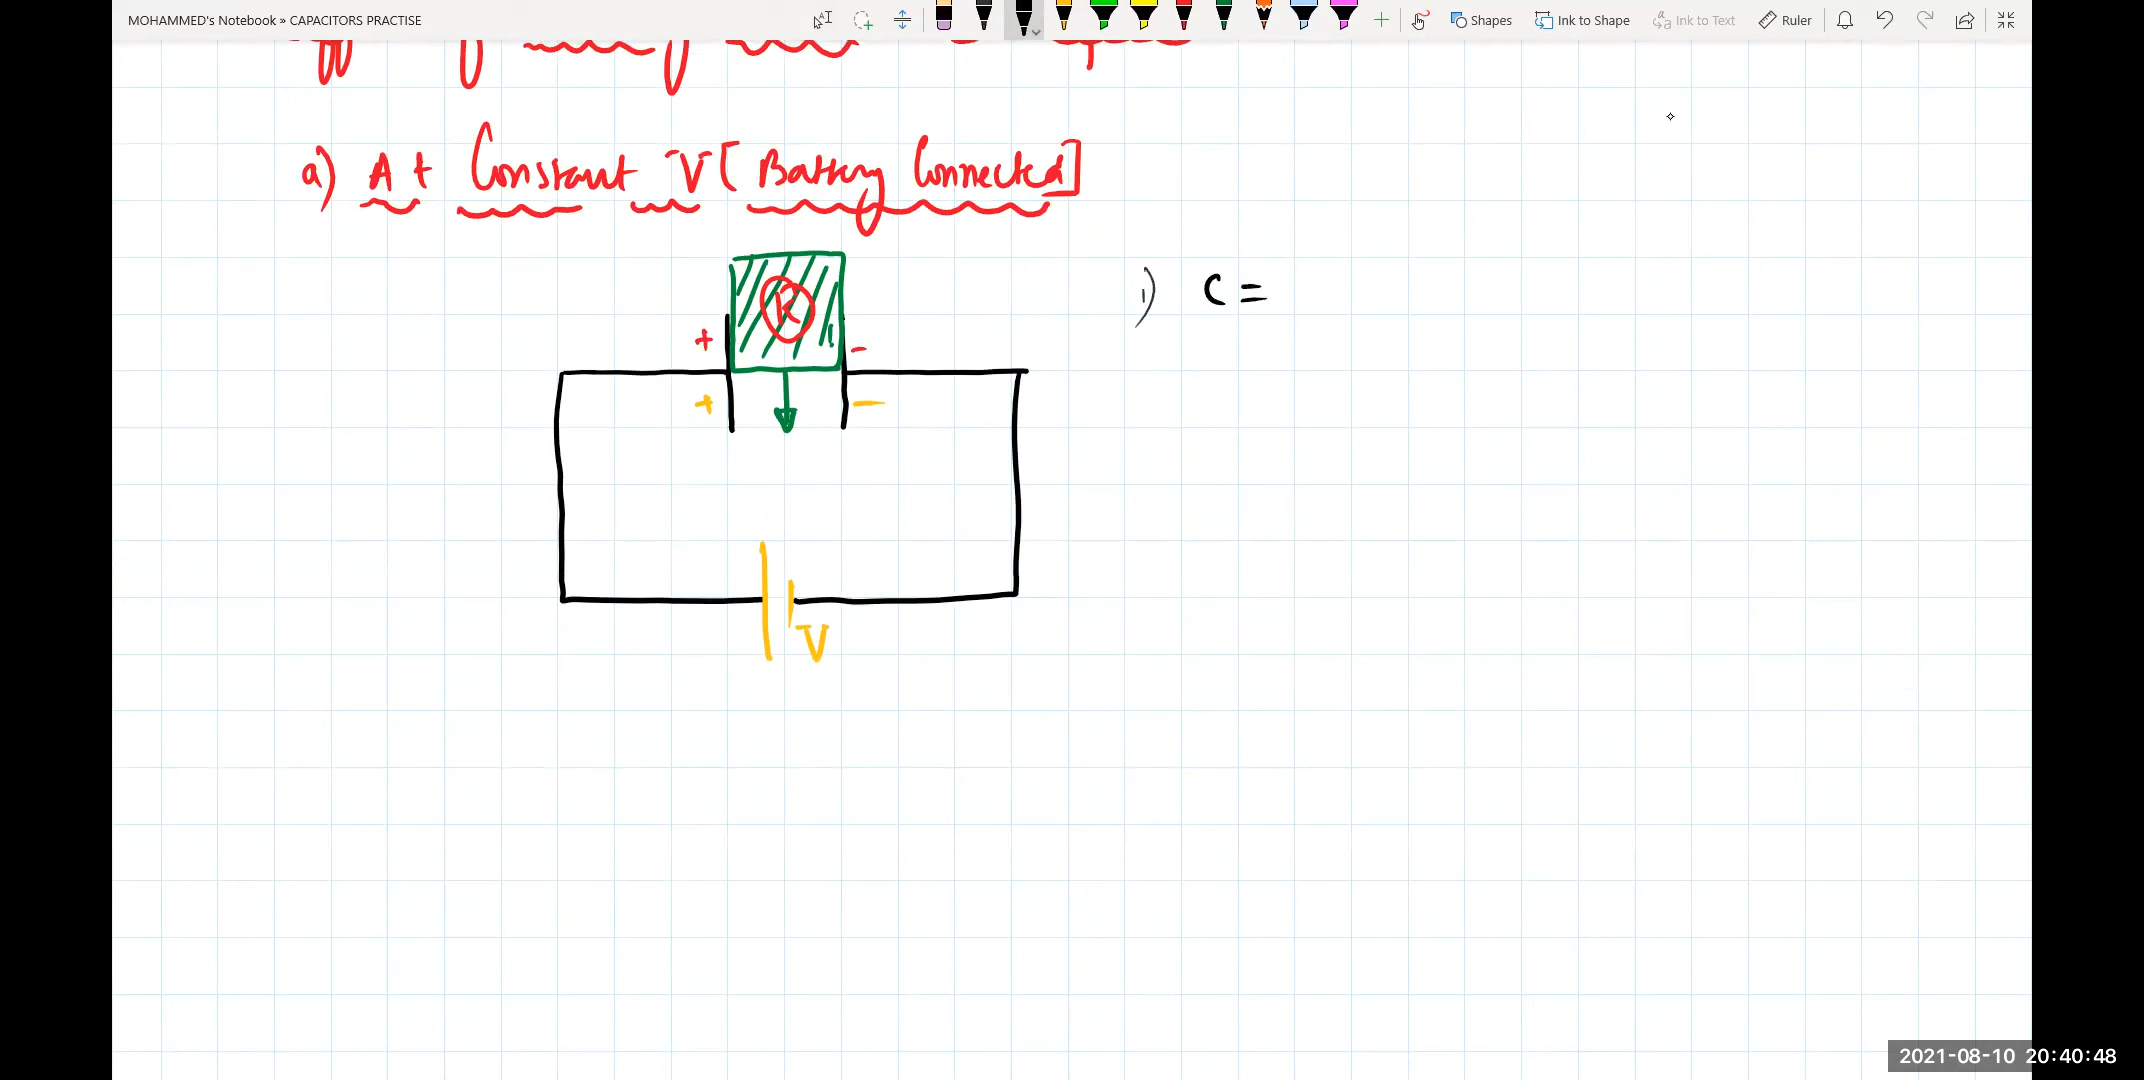 MOHAMMED's Notebook » CAPACITORS PRACTISE
Shapes
Ink to Shape
Ink to Text
Ruler
a) At Constant V [Battery Connected]
K
i) C =
+ -
+ -
V
2021-08-10 20:40:48